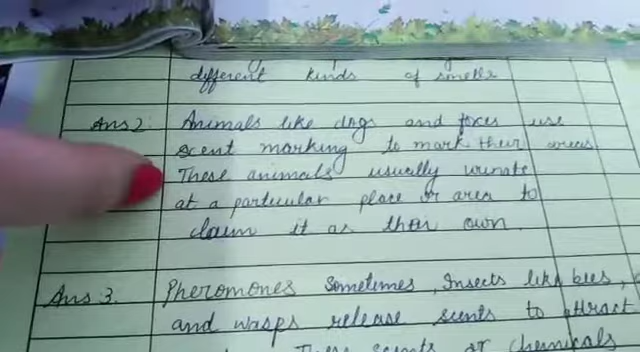 different kinds of smells
Ans 2. Animals like dogs and foxes use
scent marking to mark their areas
These animals usually urinate
at a particular place or area to
claim it as their own.
Ans 3. Pheromones Sometimes, Insects like bees,
and wasps release scents to attract
These scents or chemicals